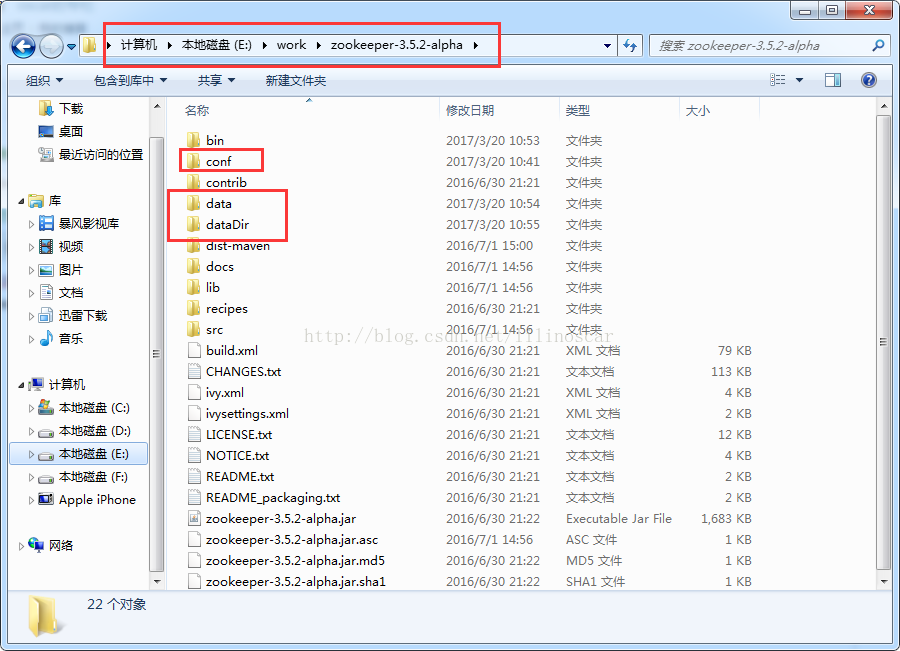 计算机 本地磁盘 (E:) work zookeeper-3.5.2-alpha
搜索 zookeeper-3.5.2-alpha
组织 包含到库中 共享 新建文件夹
下载
桌面
最近访问的位置
库
暴风影视库
视频
图片
文档
迅雷下载
音乐
计算机
本地磁盘 (C:)
本地磁盘 (D:)
本地磁盘 (E:)
本地磁盘 (F:)
Apple iPhone
网络
名称 修改日期 类型 大小
bin 2017/3/20 10:53 文件夹
conf 2017/3/20 10:41 文件夹
contrib 2016/6/30 21:21 文件夹
data 2017/3/20 10:54 文件夹
dataDir 2017/3/20 10:55 文件夹
dist-maven 2016/7/1 15:00 文件夹
docs 2016/7/1 14:56 文件夹
lib 2016/7/1 14:56 文件夹
recipes 2016/6/30 21:21 文件夹
src 2016/7/1 14:56 文件夹
http://blog.csdn.net/lilinoscar
build.xml 2016/6/30 21:21 XML 文档 79 KB
CHANGES.txt 2016/6/30 21:21 文本文档 113 KB
ivy.xml 2016/6/30 21:21 XML 文档 4 KB
ivysettings.xml 2016/6/30 21:21 XML 文档 2 KB
LICENSE.txt 2016/6/30 21:21 文本文档 12 KB
NOTICE.txt 2016/6/30 21:21 文本文档 4 KB
README.txt 2016/6/30 21:21 文本文档 2 KB
README_packaging.txt 2016/6/30 21:21 文本文档 2 KB
zookeeper-3.5.2-alpha.jar 2016/6/30 21:22 Executable Jar File 1,683 KB
zookeeper-3.5.2-alpha.jar.asc 2016/7/1 14:56 ASC 文件 1 KB
zookeeper-3.5.2-alpha.jar.md5 2016/6/30 21:22 MD5 文件 1 KB
zookeeper-3.5.2-alpha.jar.sha1 2016/6/30 21:22 SHA1 文件 1 KB
22 个对象